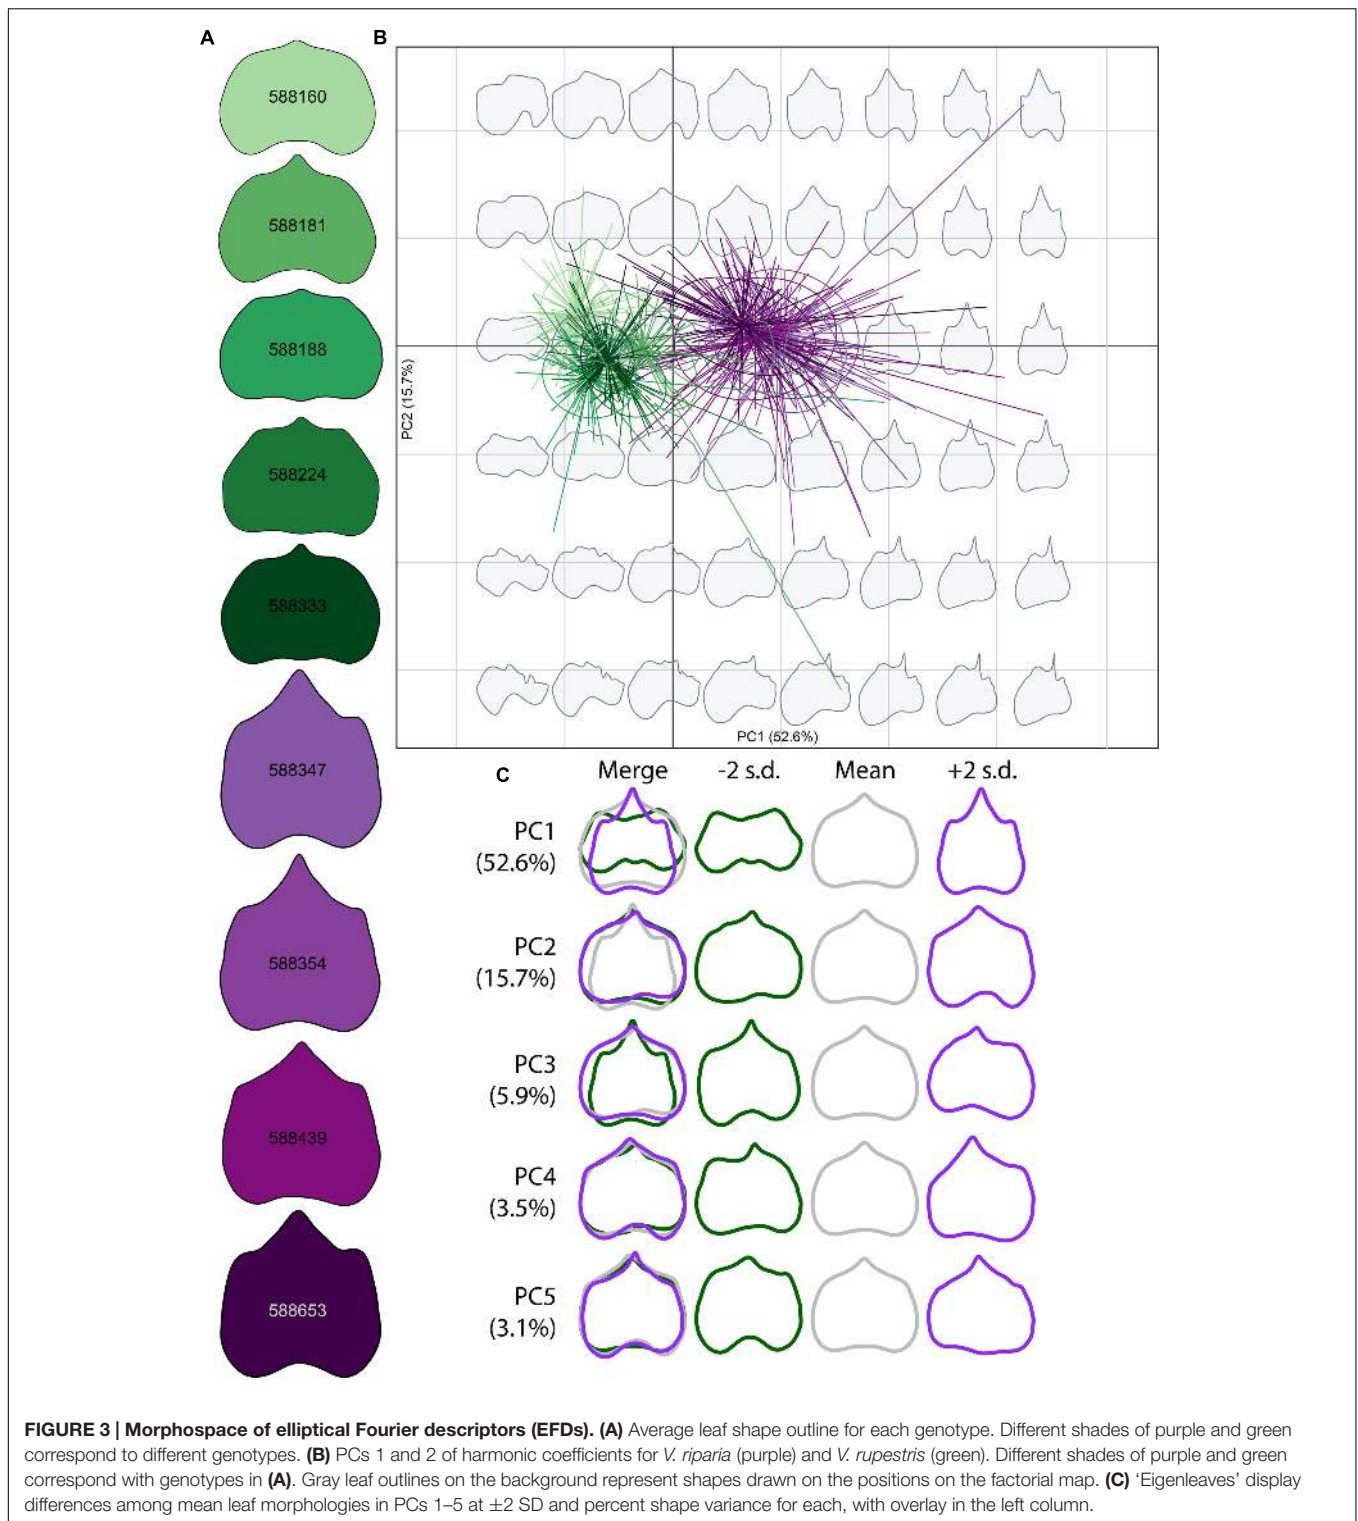 A
B
588160
588181
588188
588224
588333
588347
588354
588439
588653
PC2 (15.7%)
PC1 (52.6%)
C
Merge -2 s.d. Mean +2 s.d.
PC1
(52.6%)
PC2
(15.7%)
PC3
(5.9%)
PC4
(3.5%)
PC5
(3.1%)
FIGURE 3 | Morphospace of elliptical Fourier descriptors (EFDs). (A) Average leaf shape outline for each genotype. Different shades of purple and green
correspond to different genotypes. (B) PCs 1 and 2 of harmonic coefficients for V. riparia (purple) and V. rupestris (green). Different shades of purple and green
correspond with genotypes in (A). Gray leaf outlines on the background represent shapes drawn on the positions on the factorial map. (C) ‘Eigenleaves’ display
differences among mean leaf morphologies in PCs 1–5 at ±2 SD and percent shape variance for each, with overlay in the left column.